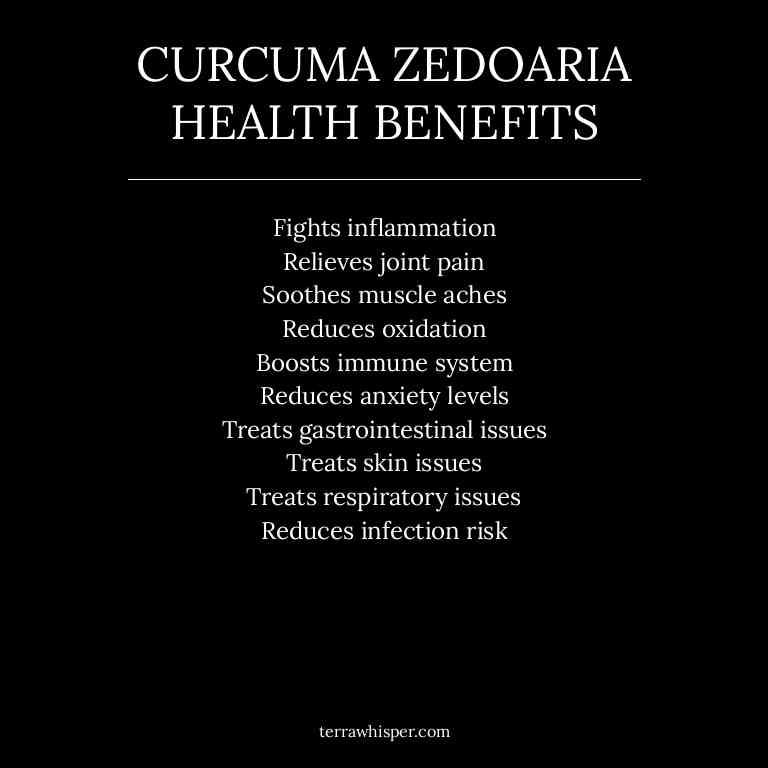 CURCUMA ZEDOARIA
HEALTH BENEFITS
Fights inflammation
Relieves joint pain
Soothes muscle aches
Reduces oxidation
Boosts immune system
Reduces anxiety levels
Treats gastrointestinal issues
Treats skin issues
Treats respiratory issues
Reduces infection risk
terrawhisper.com